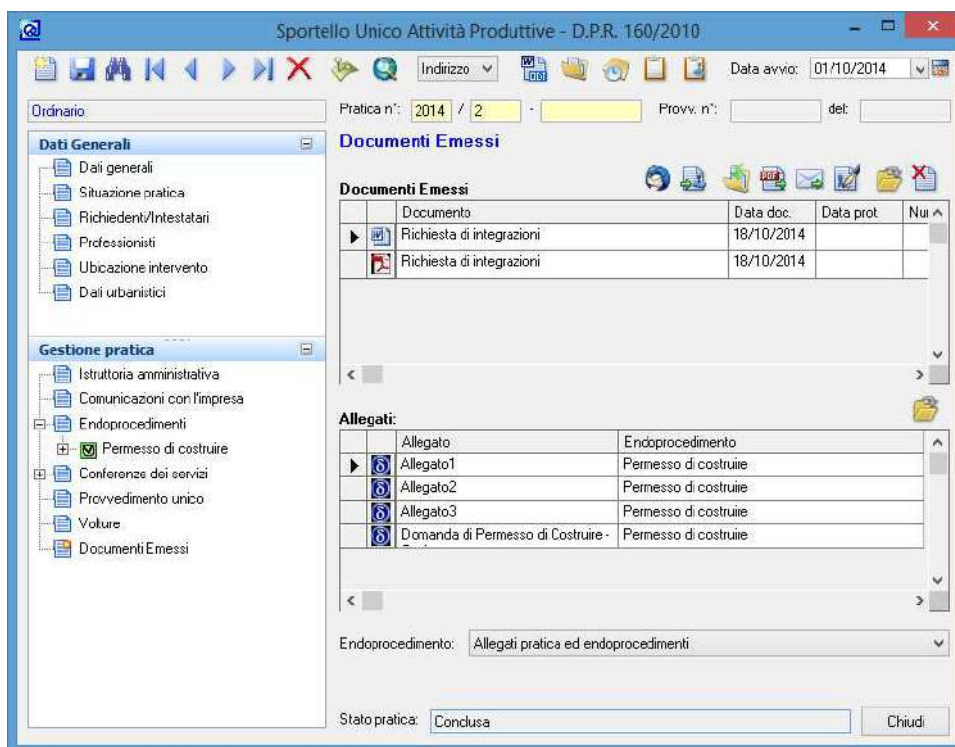 Sportello Unico Attività Produttive - D.P.R. 160/2010
Indirizzo
Data avvio: 01/10/2014
Ordinario
Pratica n°: 2014 / 2 -
Provv. n°:
del:
Dati Generali
Dati generali
Situazione pratica
Richiedenti/Intestatari
Professionisti
Ubicazione intervento
Dati urbanistici
Gestione pratica
Istruttoria amministrativa
Comunicazioni con l'impresa
Endoprocedimenti
Permesso di costruire
Conferenze dei servizi
Provvedimento unico
Volture
Documenti Emessi
Documenti Emessi
Documenti Emessi
Documento Data doc. Data prot
Richiesta di integrazioni 18/10/2014
Richiesta di integrazioni 18/10/2014
Allegati:
Allegato Endoprocedimento
Allegato1 Permesso di costruire
Allegato2 Permesso di costruire
Allegato3 Permesso di costruire
Domanda di Permesso di Costruire - Permesso di costruire
Endoprocedimento: Allegati pratica ed endoprocedimenti
Stato pratica: Conclusa
Chiudi